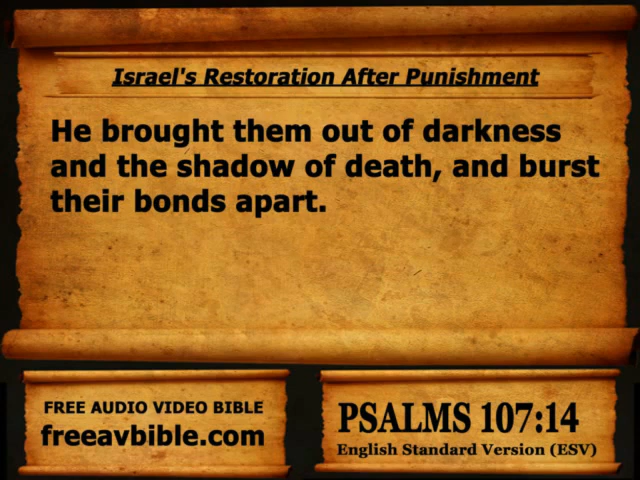 Israel's Restoration After Punishment
He brought them out of darkness
and the shadow of death, and burst
their bonds apart.
FREE AUDIO VIDEO BIBLE
freeavbible.com
PSALMS 107:14
English Standard Version (ESV)